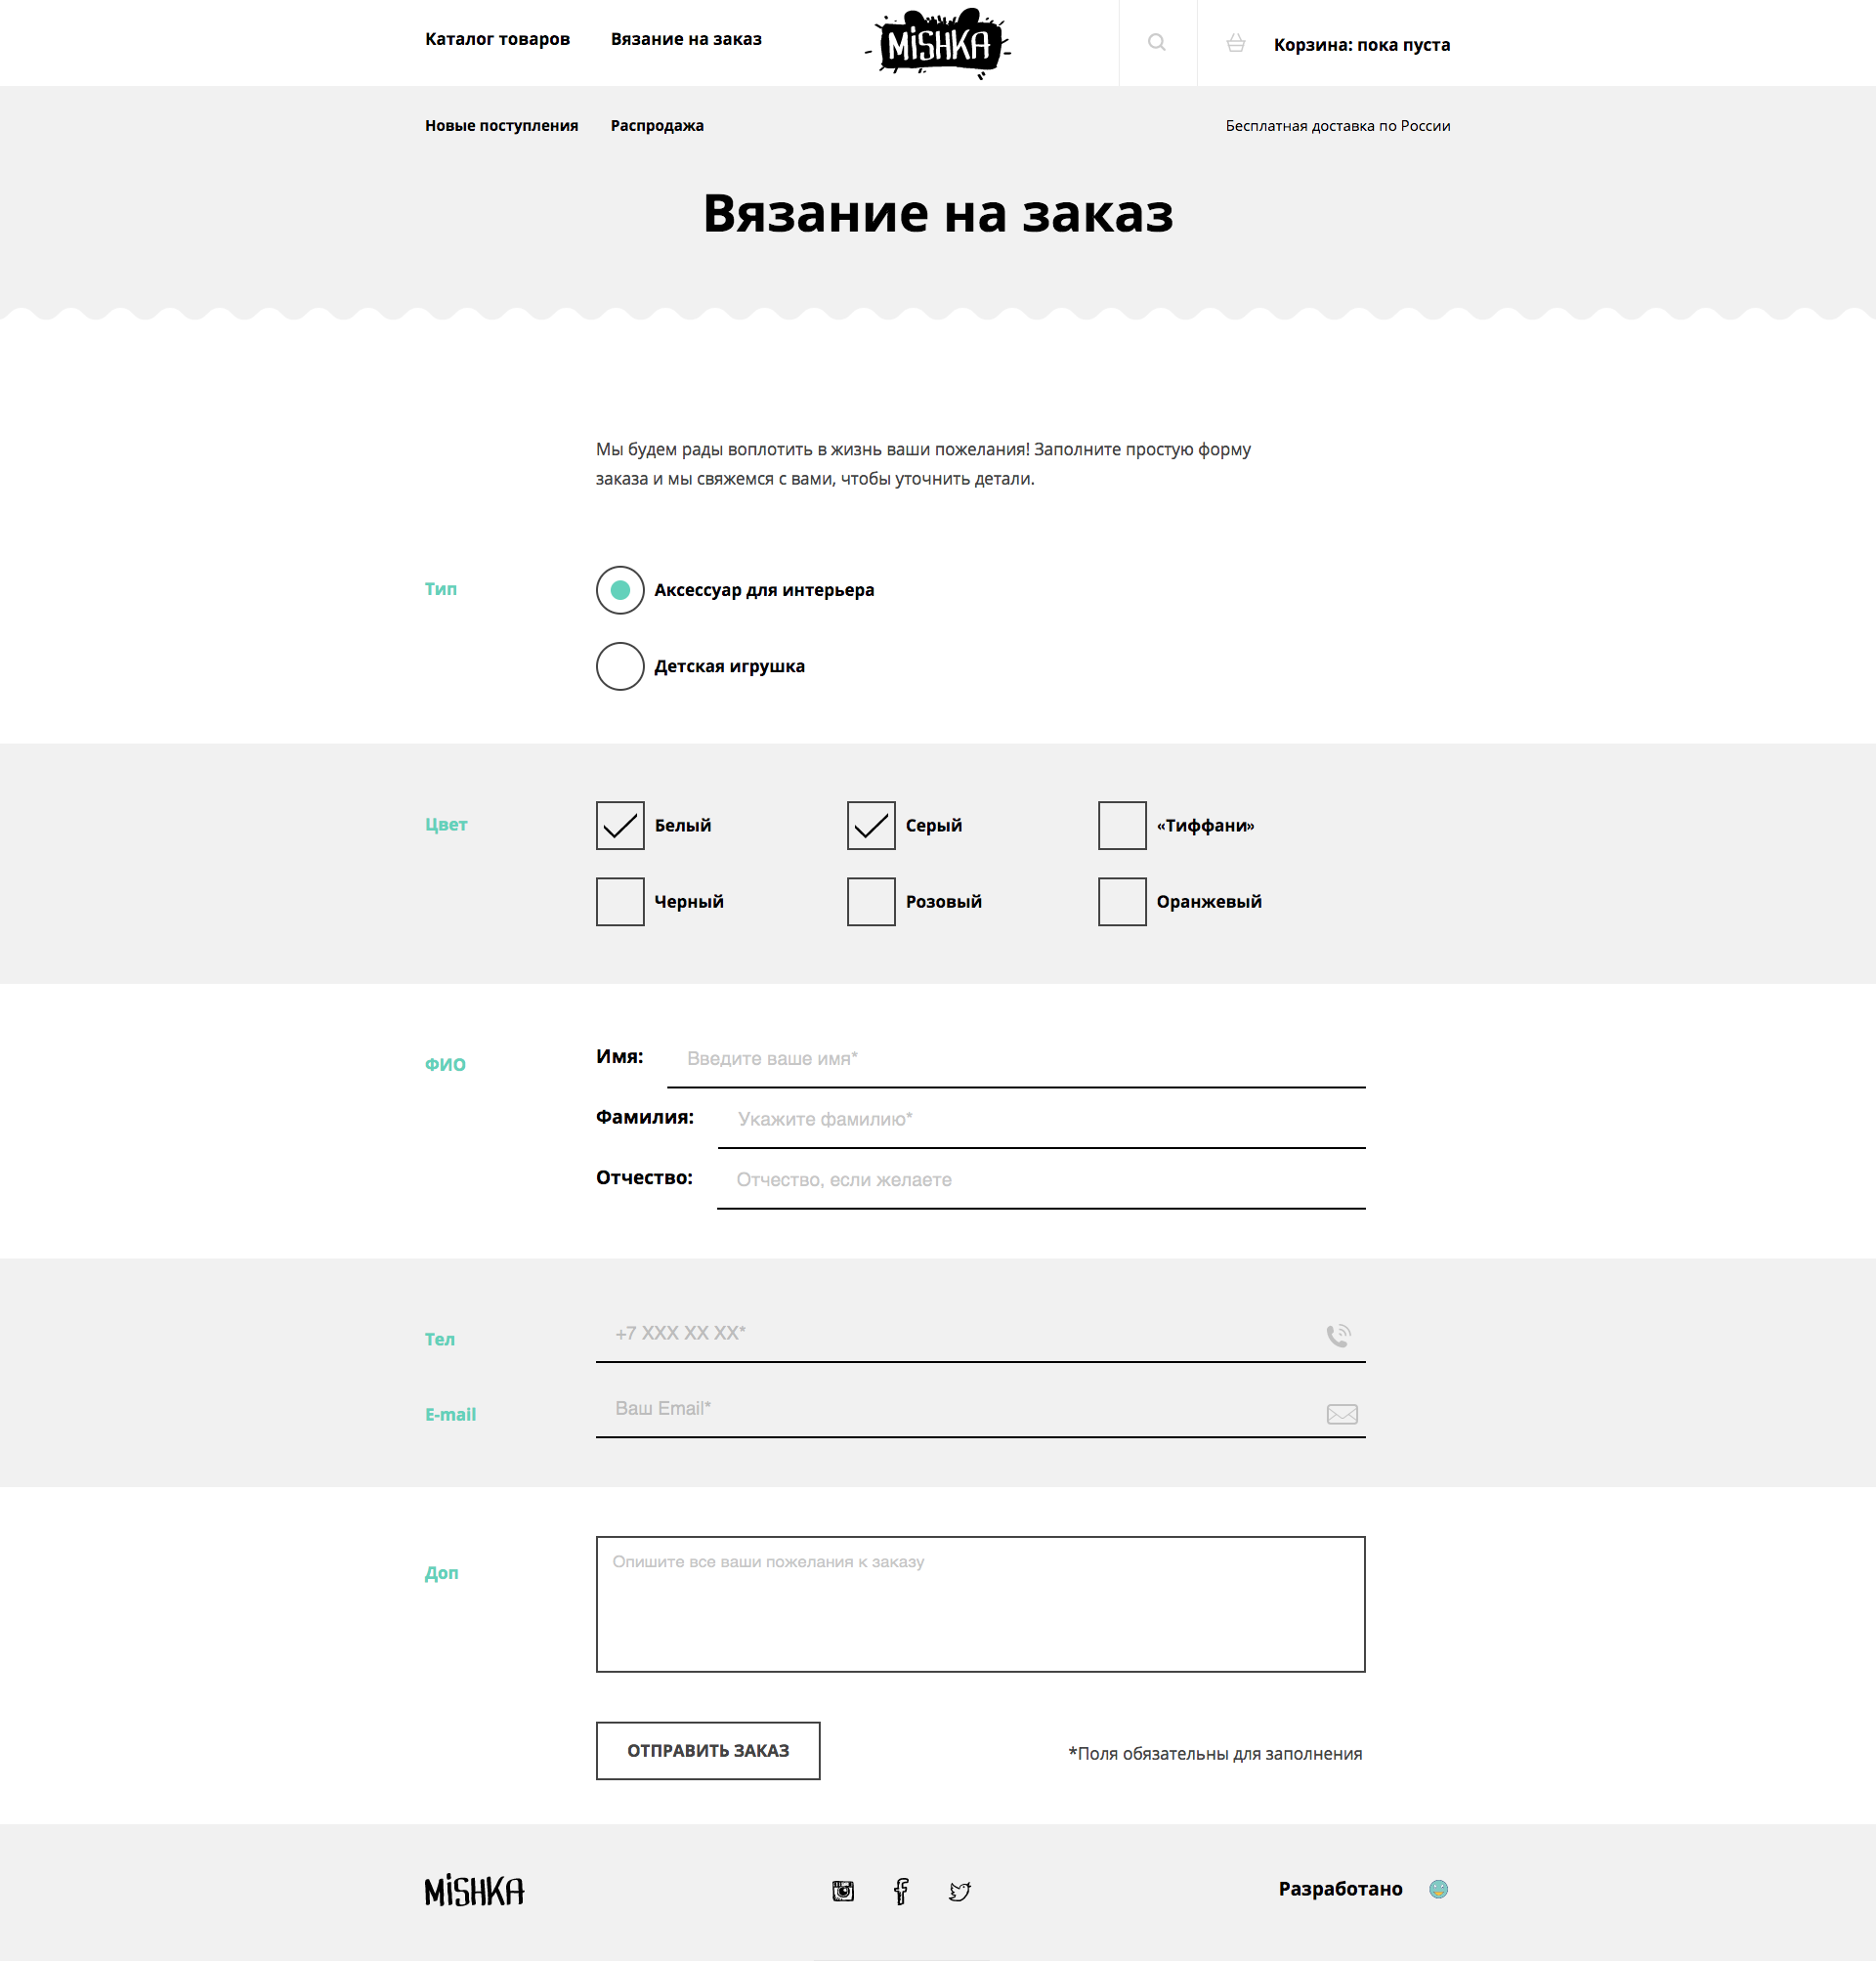 Каталог товаров
Вязание на заказ
MiSHKA
Корзина: пока пуста
Новые поступления
Распродажа
Бесплатная доставка по России
Вязание на заказ
Мы будем рады воплотить в жизнь ваши пожелания! Заполните простую форму
заказа и мы свяжемся с вами, чтобы уточнить детали.
Тип
Аксессуар для интерьера
Детская игрушка
Цвет
Белый
Серый
«Тиффани»
Черный
Розовый
Оранжевый
ФИО
Имя:
Введите ваше имя*
Фамилия:
Укажите фамилию*
Отчество:
Отчество, если желаете
Тел
+7 XXX XX XX*
E-mail
Ваш Email*
Доп
Опишите все ваши пожелания к заказу
ОТПРАВИТЬ ЗАКАЗ
*Поля обязательны для заполнения
MiSHKA
Разработано